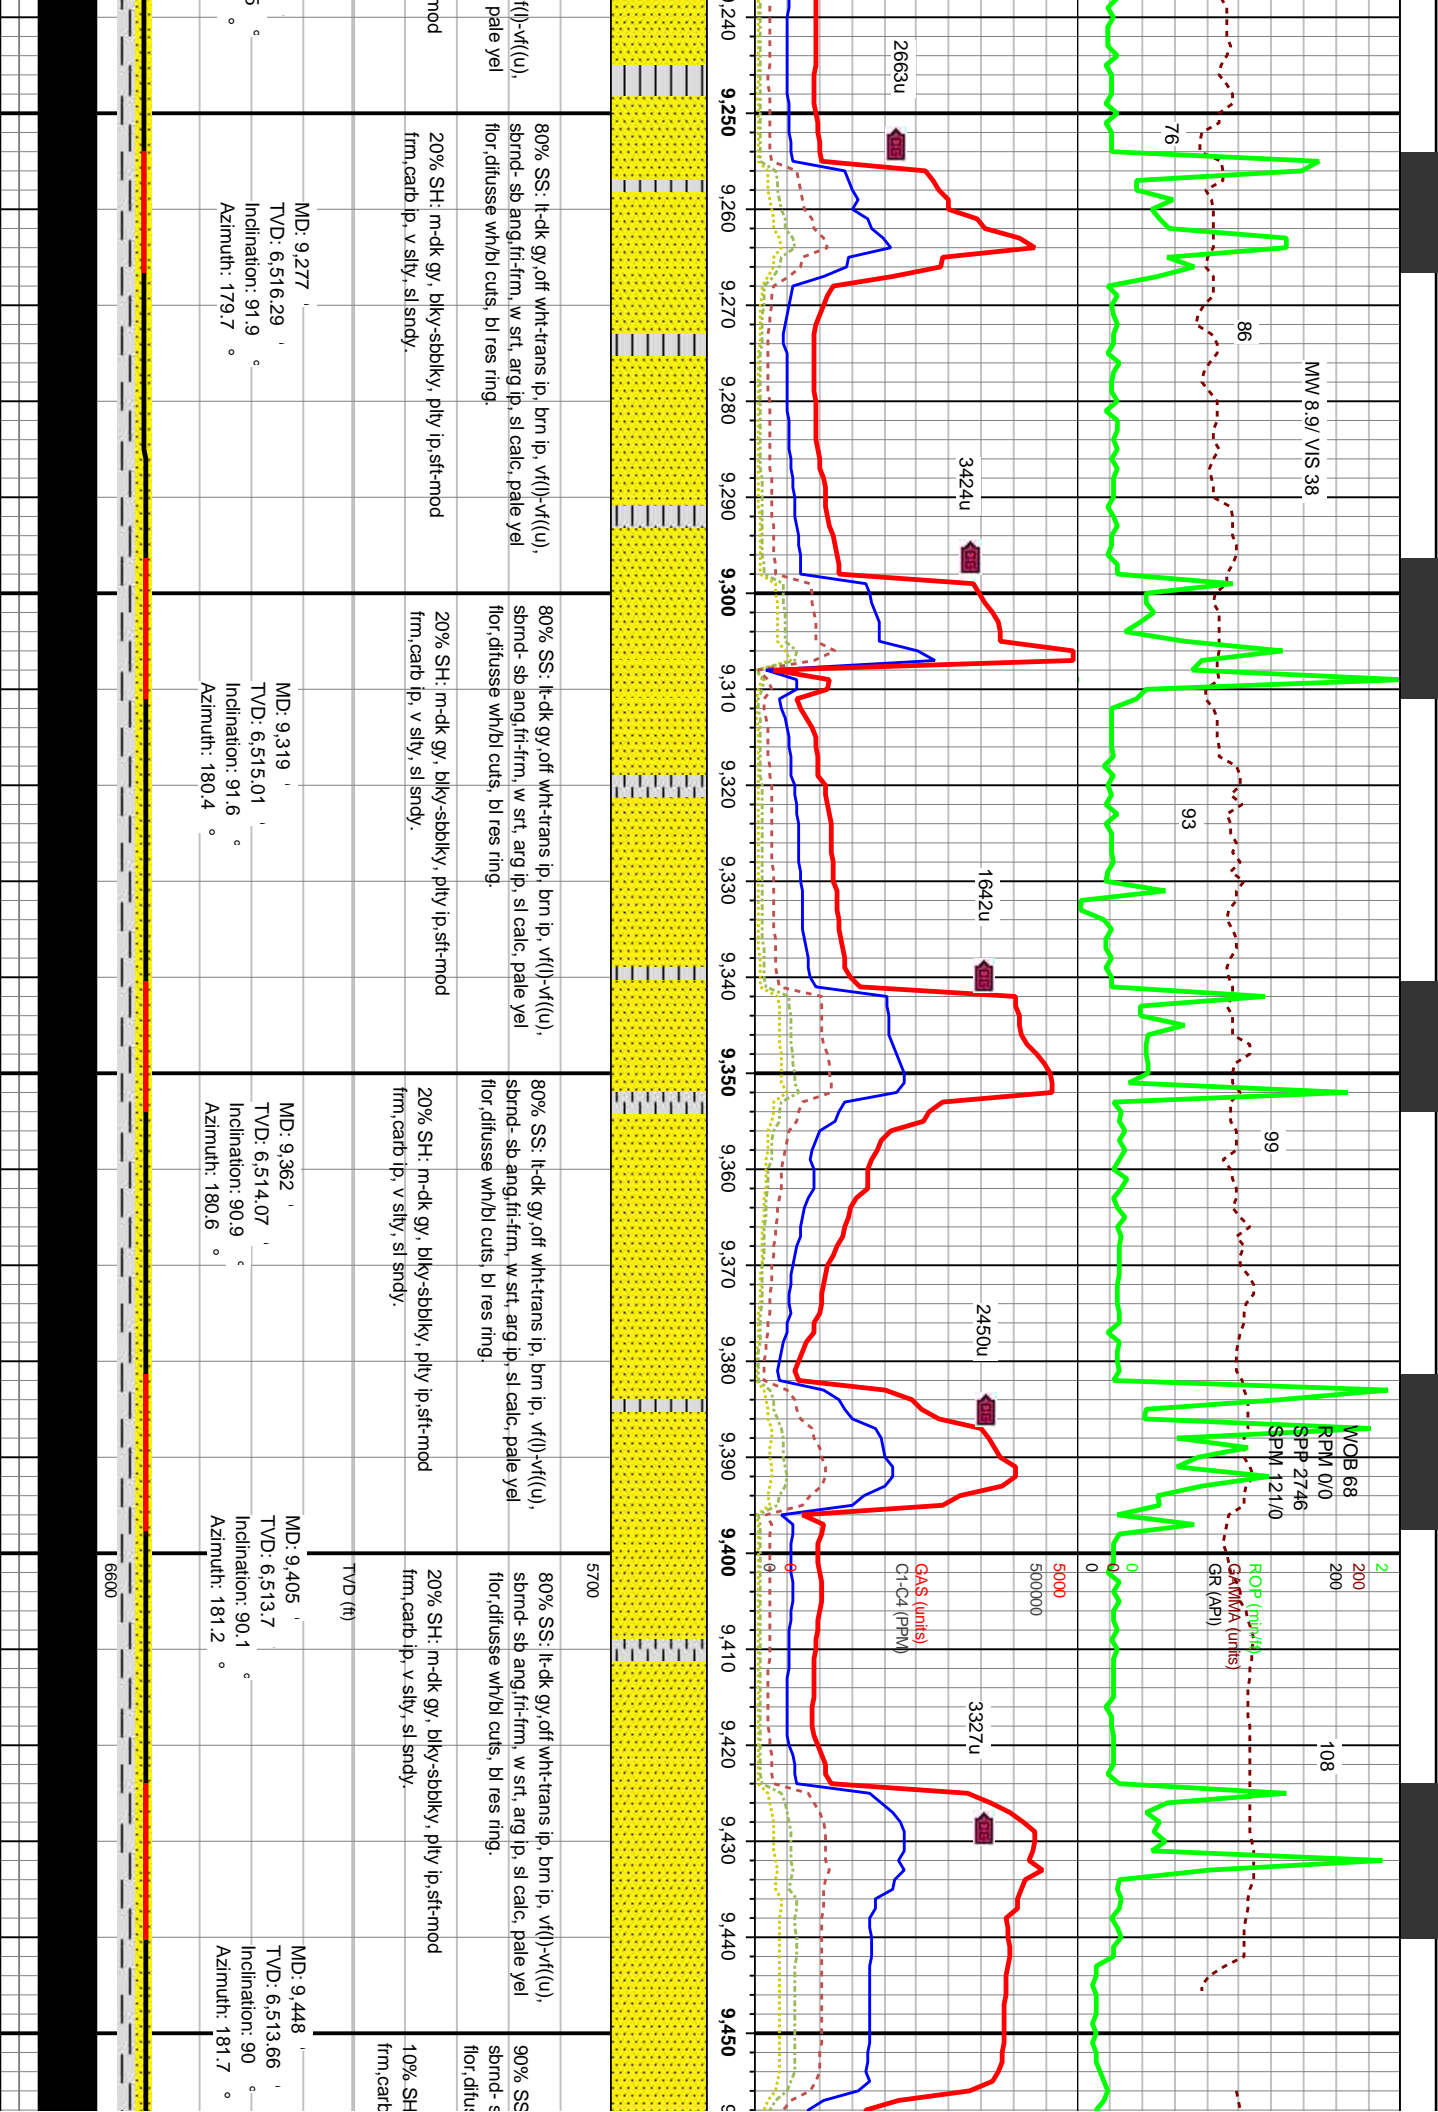 MW 8.9/ VIS 38
WOB 68
RPM 0/0
SPP 2746
SPM 121/0
76
86
93
99
108
2
200
200
ROP (min/ft)
GAMMA (units)
GR (API)
0
0
0
2663u
3424u
1642u
2450u
3327u
5000
50000
GAS (units)
C1-C4 (PPM)
0
0
9,240
9,250
9,260
9,270
9,280
9,290
9,300
9,310
9,320
9,330
9,340
9,350
9,360
9,370
9,380
9,390
9,400
9,410
9,420
9,430
9,440
9,450
f(l)-vf((u),
pale yel
mod
80% SS: lt-dk gy,off wht-trans ip, brn ip, vf(l)-vf((u),
sbrnd- sb ang,fri-frm, w srt, arg ip, sl calc, pale yel
flor,difusse wh/bl cuts, bl res ring.
20% SH: m-dk gy, blky-sbblky, plty ip,sft-mod
frm,carb ip, v slty, sl sndy.
80% SS: lt-dk gy,off wht-trans ip, brn ip, vf(l)-vf((u),
sbrnd- sb ang,fri-frm, w srt, arg ip, sl calc, pale yel
flor,difusse wh/bl cuts, bl res ring.
20% SH: m-dk gy, blky-sbblky, plty ip,sft-mod
frm,carb ip, v slty, sl sndy.
80% SS: lt-dk gy,off wht-trans ip, brn ip, vf(l)-vf((u),
sbrnd- sb ang,fri-frm, w srt, arg ip, sl calc, pale yel
flor,difusse wh/bl cuts, bl res ring.
20% SH: m-dk gy, blky-sbblky, plty ip,sft-mod
frm,carb ip, v slty, sl sndy.
80% SS: lt-dk gy,off wht-trans ip, brn ip, vf(l)-vf((u),
sbrnd- sb ang,fri-frm, w srt, arg ip, sl calc, pale yel
flor,difusse wh/bl cuts, bl res ring.
20% SH: m-dk gy, blky-sbblky, plty ip,sft-mod
frm,carb ip, v slty, sl sndy.
90% SS
sbrnd- s
flor,difus
10% SH
frm,carb
5700
TVD (ft)
6600
MD: 9,277 '
TVD: 6,516.29 '
Inclination: 91.9 °
Azimuth: 179.7 °
MD: 9,319 '
TVD: 6,515.01 '
Inclination: 91.6 °
Azimuth: 180.4 °
MD: 9,362 '
TVD: 6,514.07 '
Inclination: 90.9 °
Azimuth: 180.6 °
MD: 9,405 '
TVD: 6,513.7 '
Inclination: 90.1 °
Azimuth: 181.2 °
MD: 9,448 '
TVD: 6,513.66 '
Inclination: 90 °
Azimuth: 181.7 °